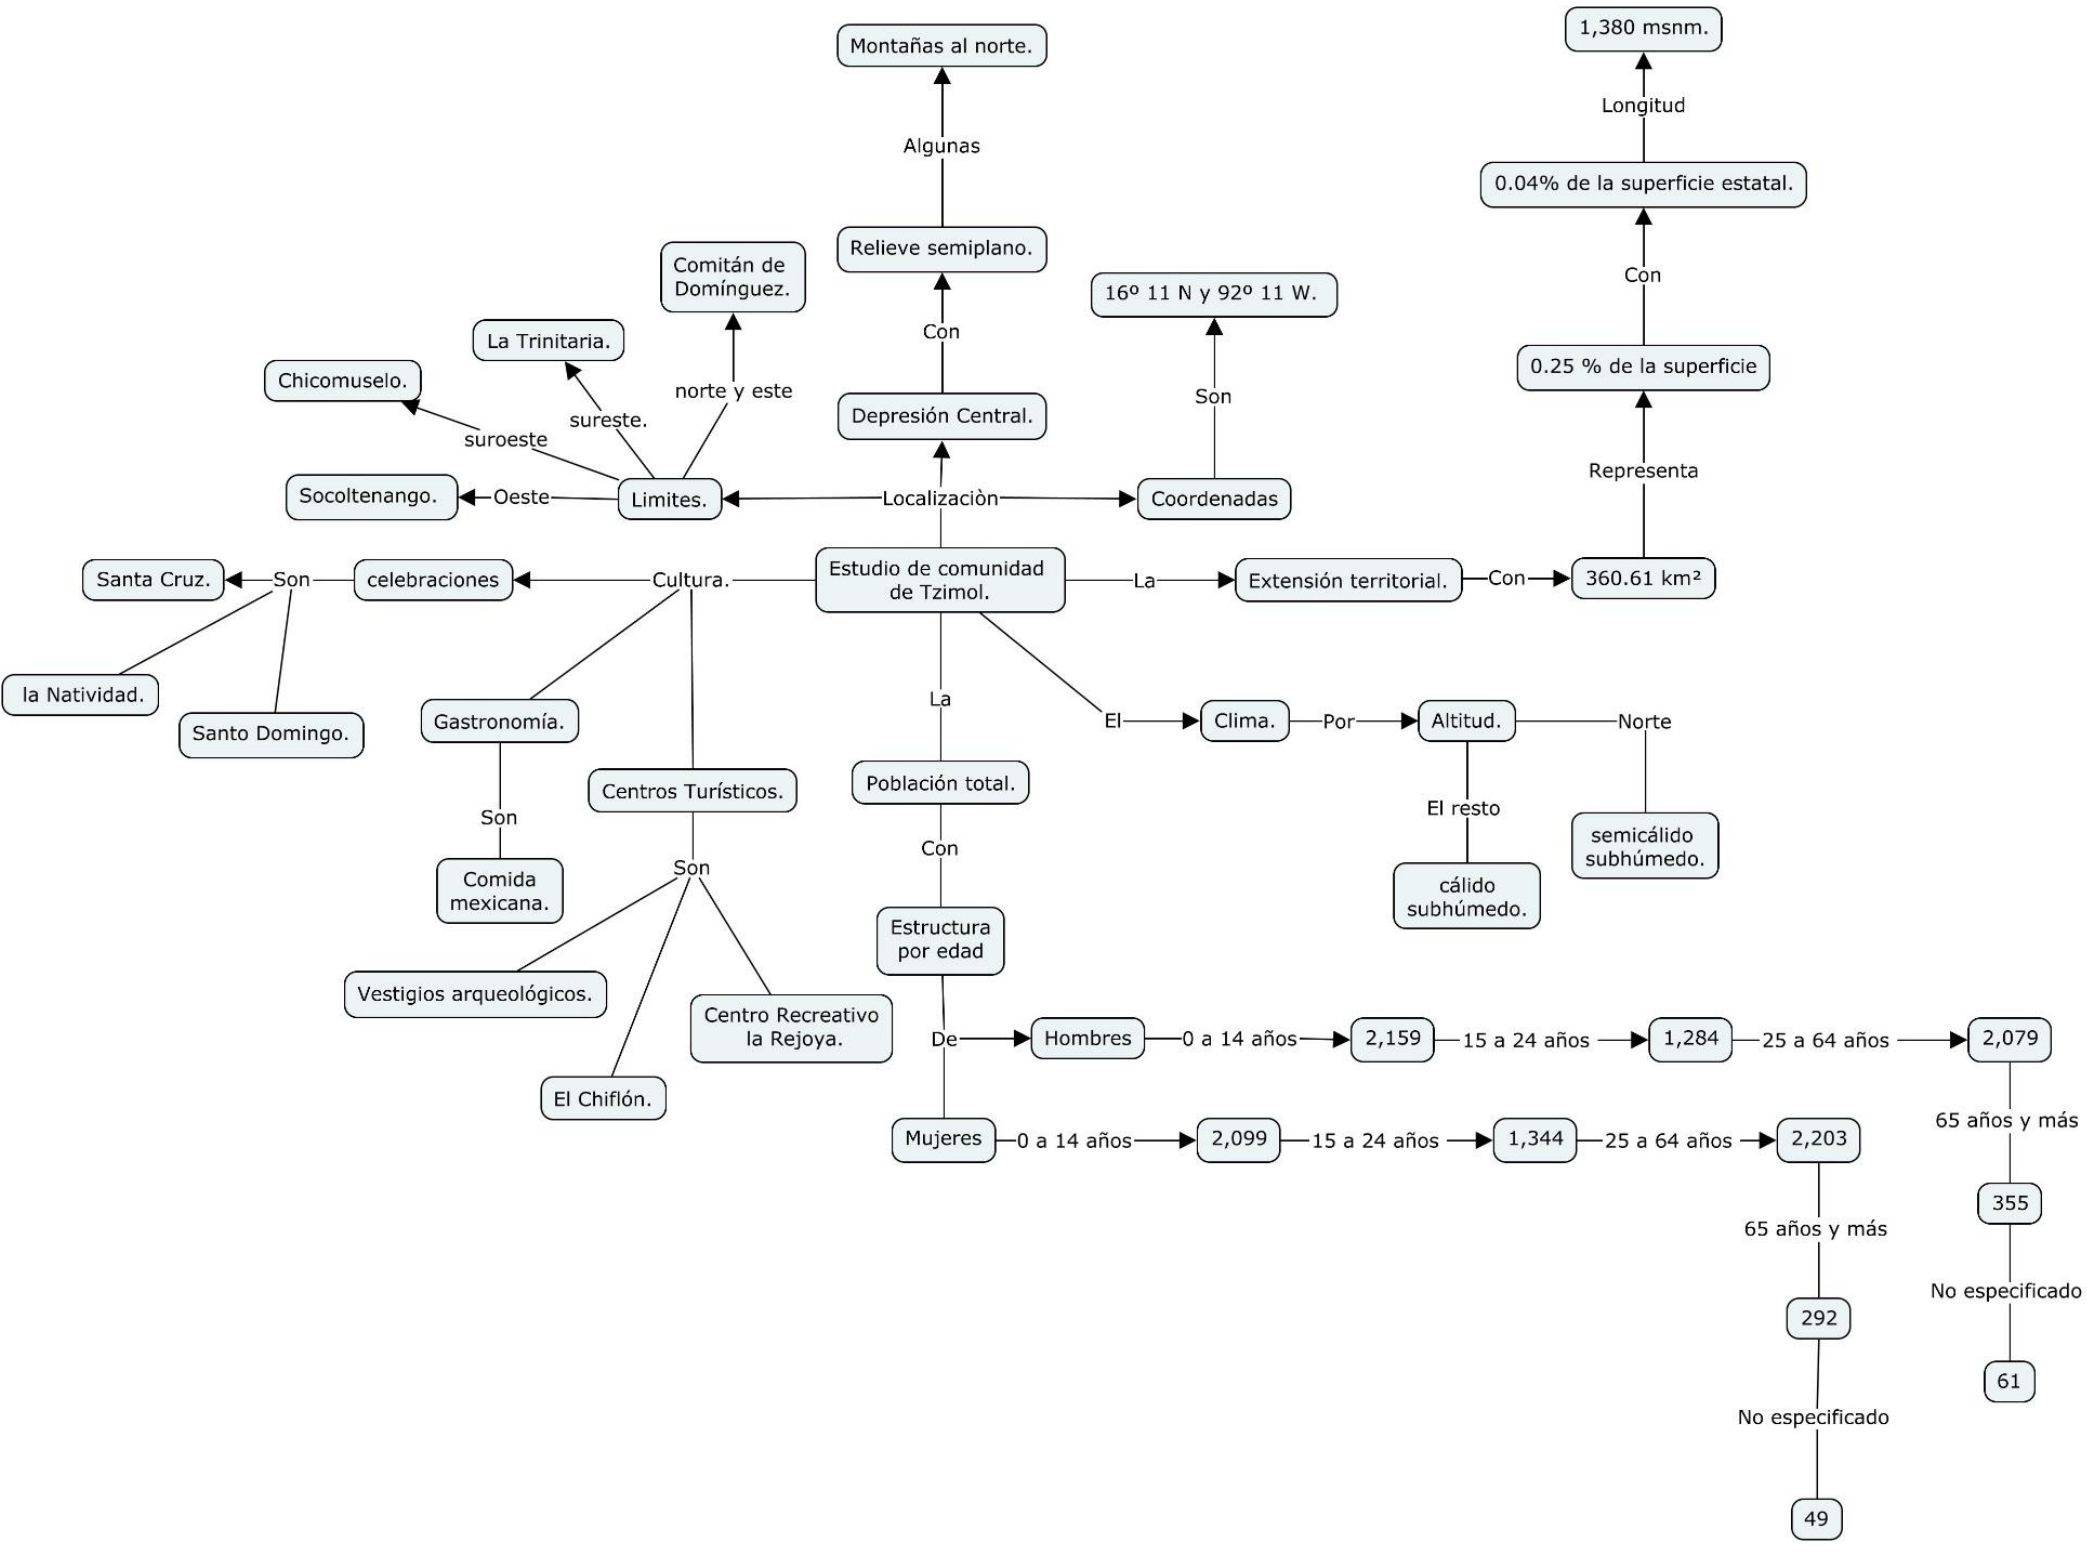 Montañas al norte.
Algunas
Relieve semiplano.
Con
Depresión Central.
1,380 msnm.
Longitud
0.04% de la superficie estatal.
Con
0.25 % de la superficie
Representa
Comitán de
Domínguez.
norte y este
La Trinitaria.
sureste.
Chicomuselo.
suroeste
Socoltenango.
Oeste
Limites.
Localizaciòn
16º 11 N y 92º 11 W.
Son
Coordenadas
Santa Cruz.
Son
celebraciones
Cultura.
Estudio de comunidad
de Tzimol.
La
Extensión territorial.
Con
360.61 km²
la Natividad.
Santo Domingo.
Gastronomía.
Son
Comida
mexicana.
Centros Turísticos.
Son
Vestigios arqueológicos.
Centro Recreativo
la Rejoya.
El Chiflón.
La
Población total.
Con
Estructura
por edad
De
El
Clima.
Por
Altitud.
Norte
El resto
semicálido
subhúmedo.
cálido
subhúmedo.
Hombres
0 a 14 años
2,159
15 a 24 años
1,284
25 a 64 años
2,079
65 años y más
355
No especificado
61
Mujeres
0 a 14 años
2,099
15 a 24 años
1,344
25 a 64 años
2,203
65 años y más
292
No especificado
49